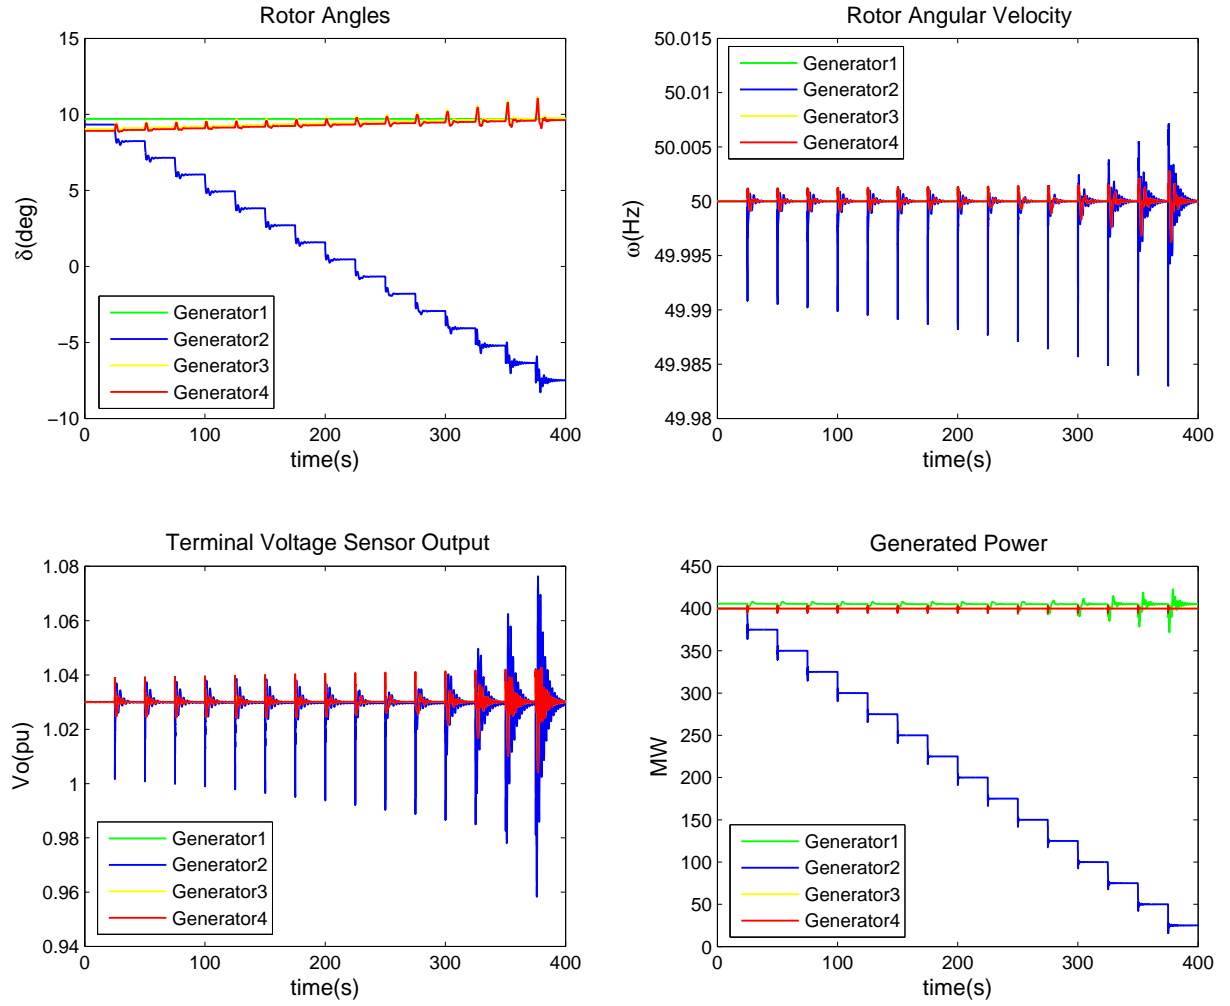 Rotor Angles
15
10
5
0
−5
−10
δ(deg)
Generator1
Generator2
Generator3
Generator4
0 100 200 300 400
time(s)
Rotor Angular Velocity
50.015
50.01
50.005
50
49.995
49.99
49.985
49.98
ω(Hz)
Generator1
Generator2
Generator3
Generator4
0 100 200 300 400
time(s)
Terminal Voltage Sensor Output
1.08
1.06
1.04
1.02
1
0.98
0.96
0.94
Vo(pu)
Generator1
Generator2
Generator3
Generator4
0 100 200 300 400
time(s)
Generated Power
450
400
350
300
250
200
150
100
50
0
MW
Generator1
Generator2
Generator3
Generator4
0 100 200 300 400
time(s)